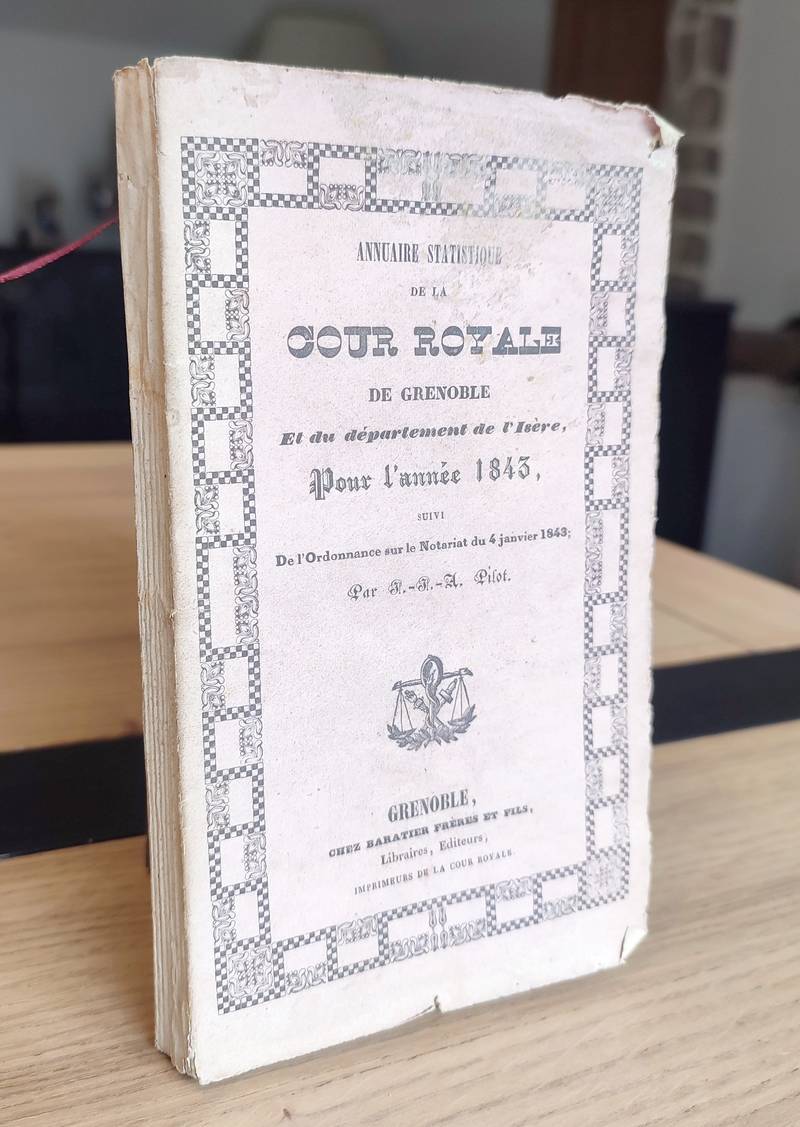 ANNUAIRE STATISTIQUE
DE LA
COUR ROYALE
DE GRENOBLE
Et du département de l'Isère,
Pour l'année 1843,
SUIVI
De l'Ordonnance sur le Notariat du 4 janvier 1843;
Par J.-J.-A. Pilot.
GRENOBLE,
CHEZ BARATIER FRÈRES ET FILS,
Libraires, Editeurs,
IMPRIMEURS DE LA COUR ROYALE.